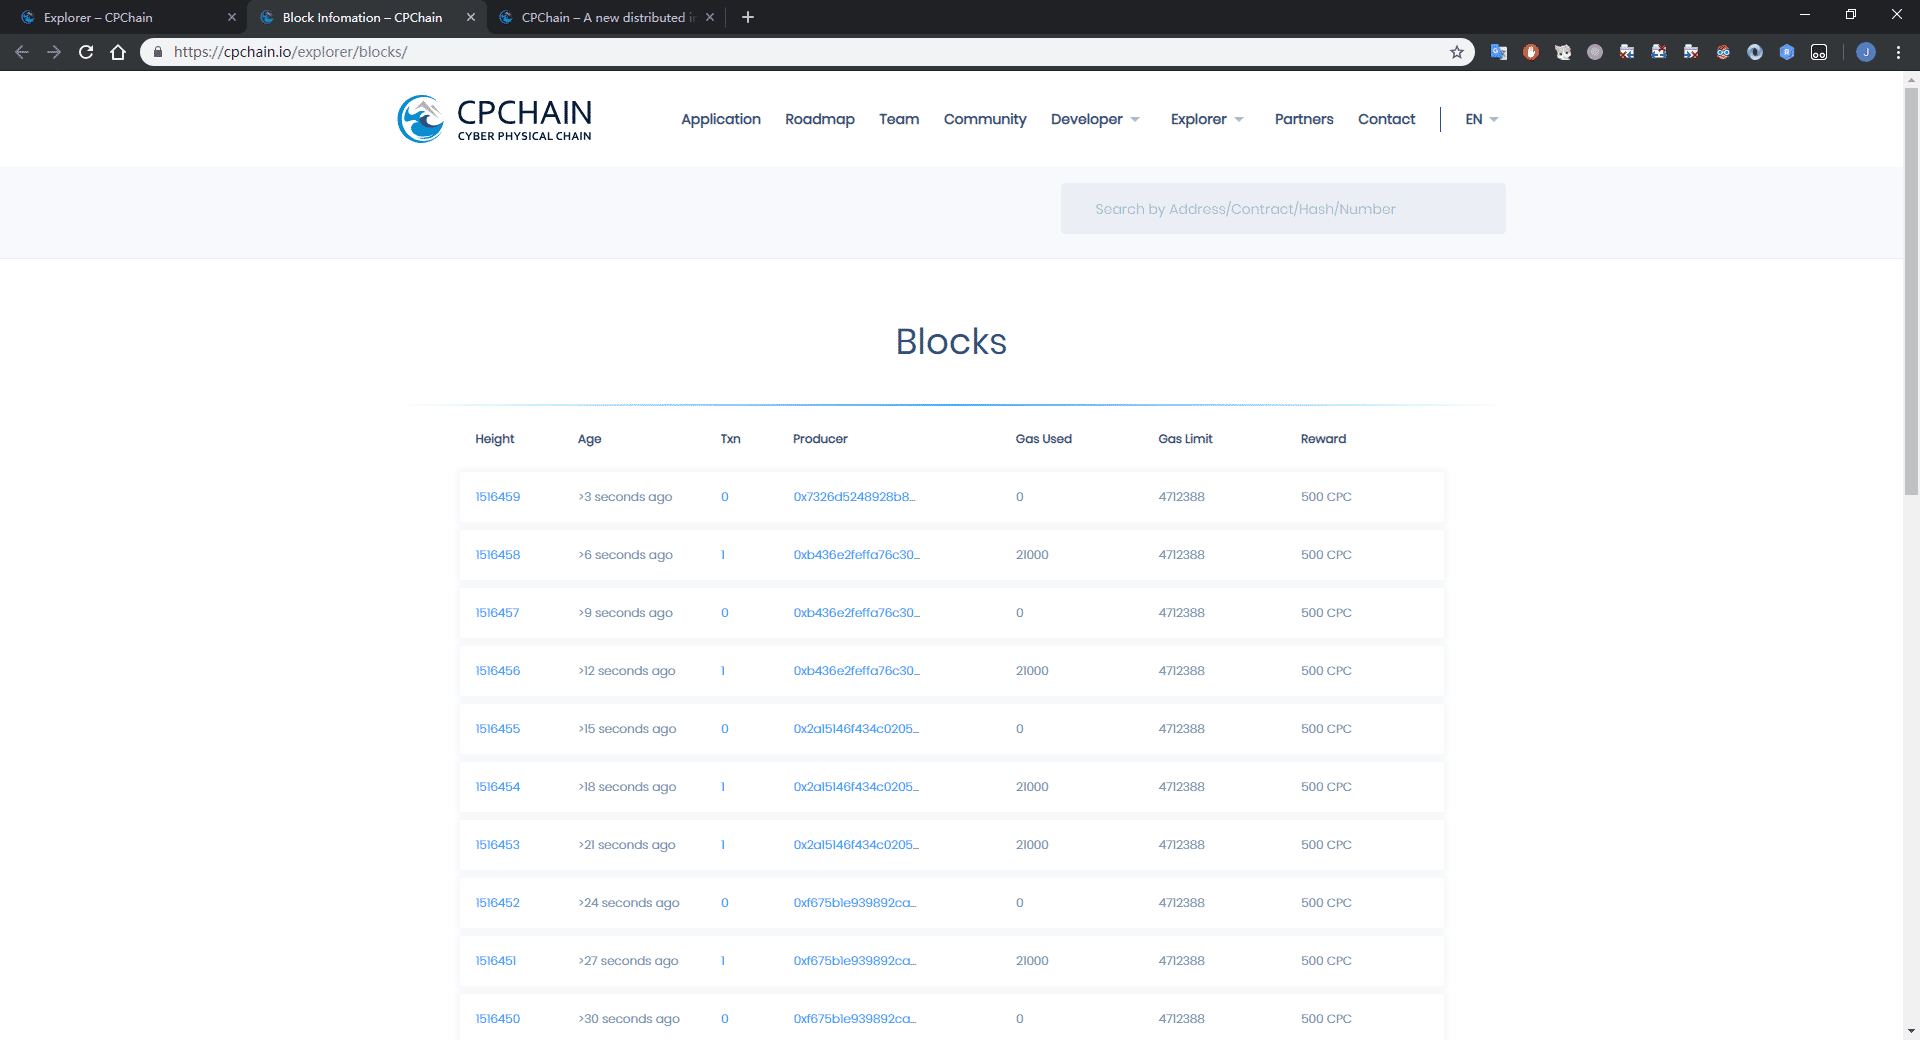 Explorer – CPChain
Block Infomation – CPChain
CPChain – A new distributed in
https://cpchain.io/explorer/blocks/
J
CPCHAIN
CYBER PHYSICAL CHAIN
Application Roadmap Team Community Developer Explorer Partners Contact EN
Search by Address/Contract/Hash/Number
Blocks
Height Age Txn Producer Gas Used Gas Limit Reward
1516459 >3 seconds ago 0 0x7326d5248928b8... 0 4712388 500 CPC
1516458 >6 seconds ago 1 0xb436e2feffa76c30... 21000 4712388 500 CPC
1516457 >9 seconds ago 0 0xb436e2feffa76c30... 0 4712388 500 CPC
1516456 >12 seconds ago 1 0xb436e2feffa76c30... 21000 4712388 500 CPC
1516455 >15 seconds ago 0 0x2a15146f434c0205... 0 4712388 500 CPC
1516454 >18 seconds ago 1 0x2a15146f434c0205... 21000 4712388 500 CPC
1516453 >21 seconds ago 1 0x2a15146f434c0205... 21000 4712388 500 CPC
1516452 >24 seconds ago 0 0xf675b1e939892ca... 0 4712388 500 CPC
1516451 >27 seconds ago 1 0xf675b1e939892ca... 21000 4712388 500 CPC
1516450 >30 seconds ago 0 0xf675b1e939892ca... 0 4712388 500 CPC